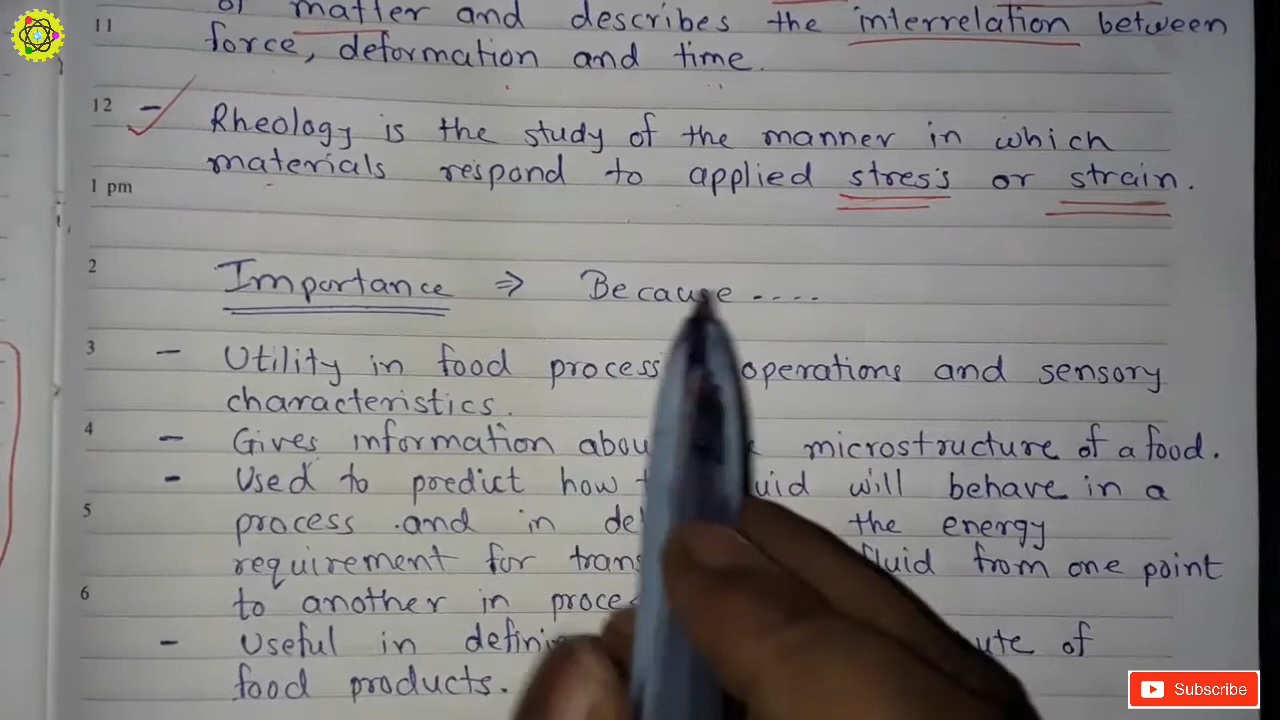 of matter and describes the interrelation between
11
force, deformation and time.
12 - Rheology is the study of the manner in which
materials respond to applied stress or strain.
1 pm
2
Importance ⇒ Because ....
3 - Utility in food process operations and sensory
characteristics.
4 - Gives information abou microstructure of a food.
- Used to predict how uid will behave in a
5
process and in de the energy
requirement for trans fluid from one point
6
to another in proce
- Useful in defini ute of
food products.
Subscribe